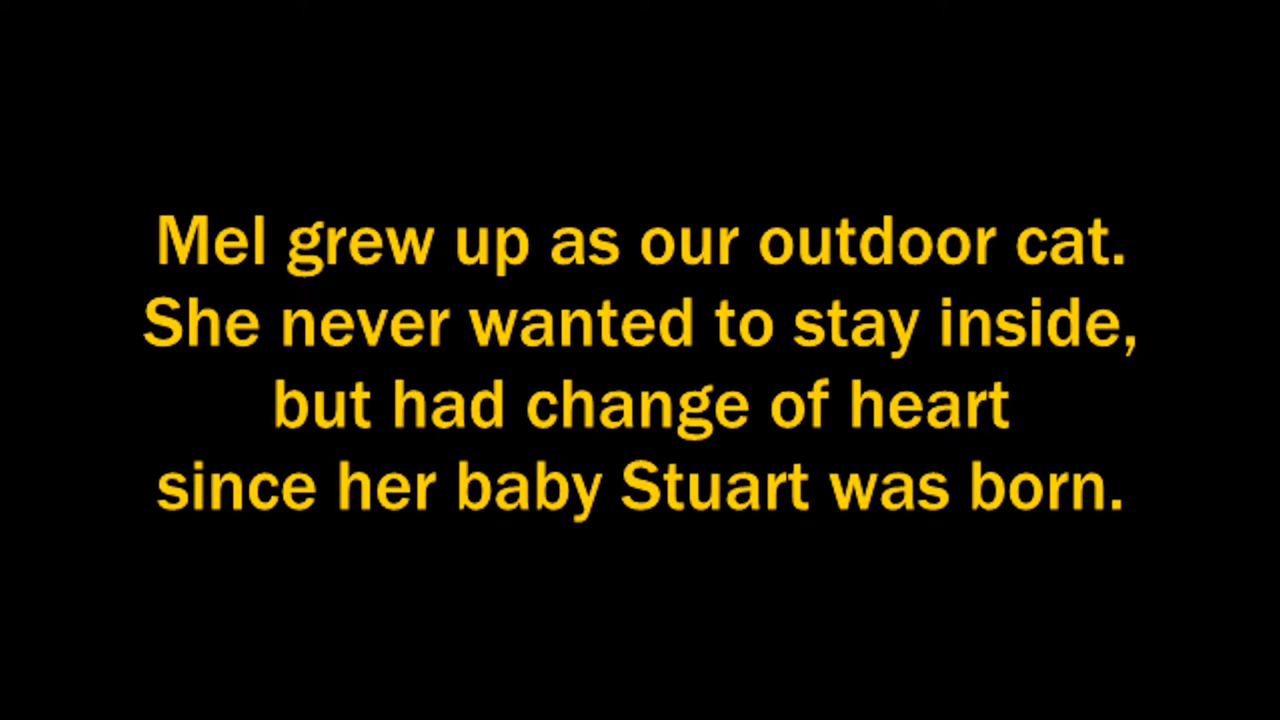 Mel grew up as our outdoor cat.
She never wanted to stay inside,
but had change of heart
since her baby Stuart was born.